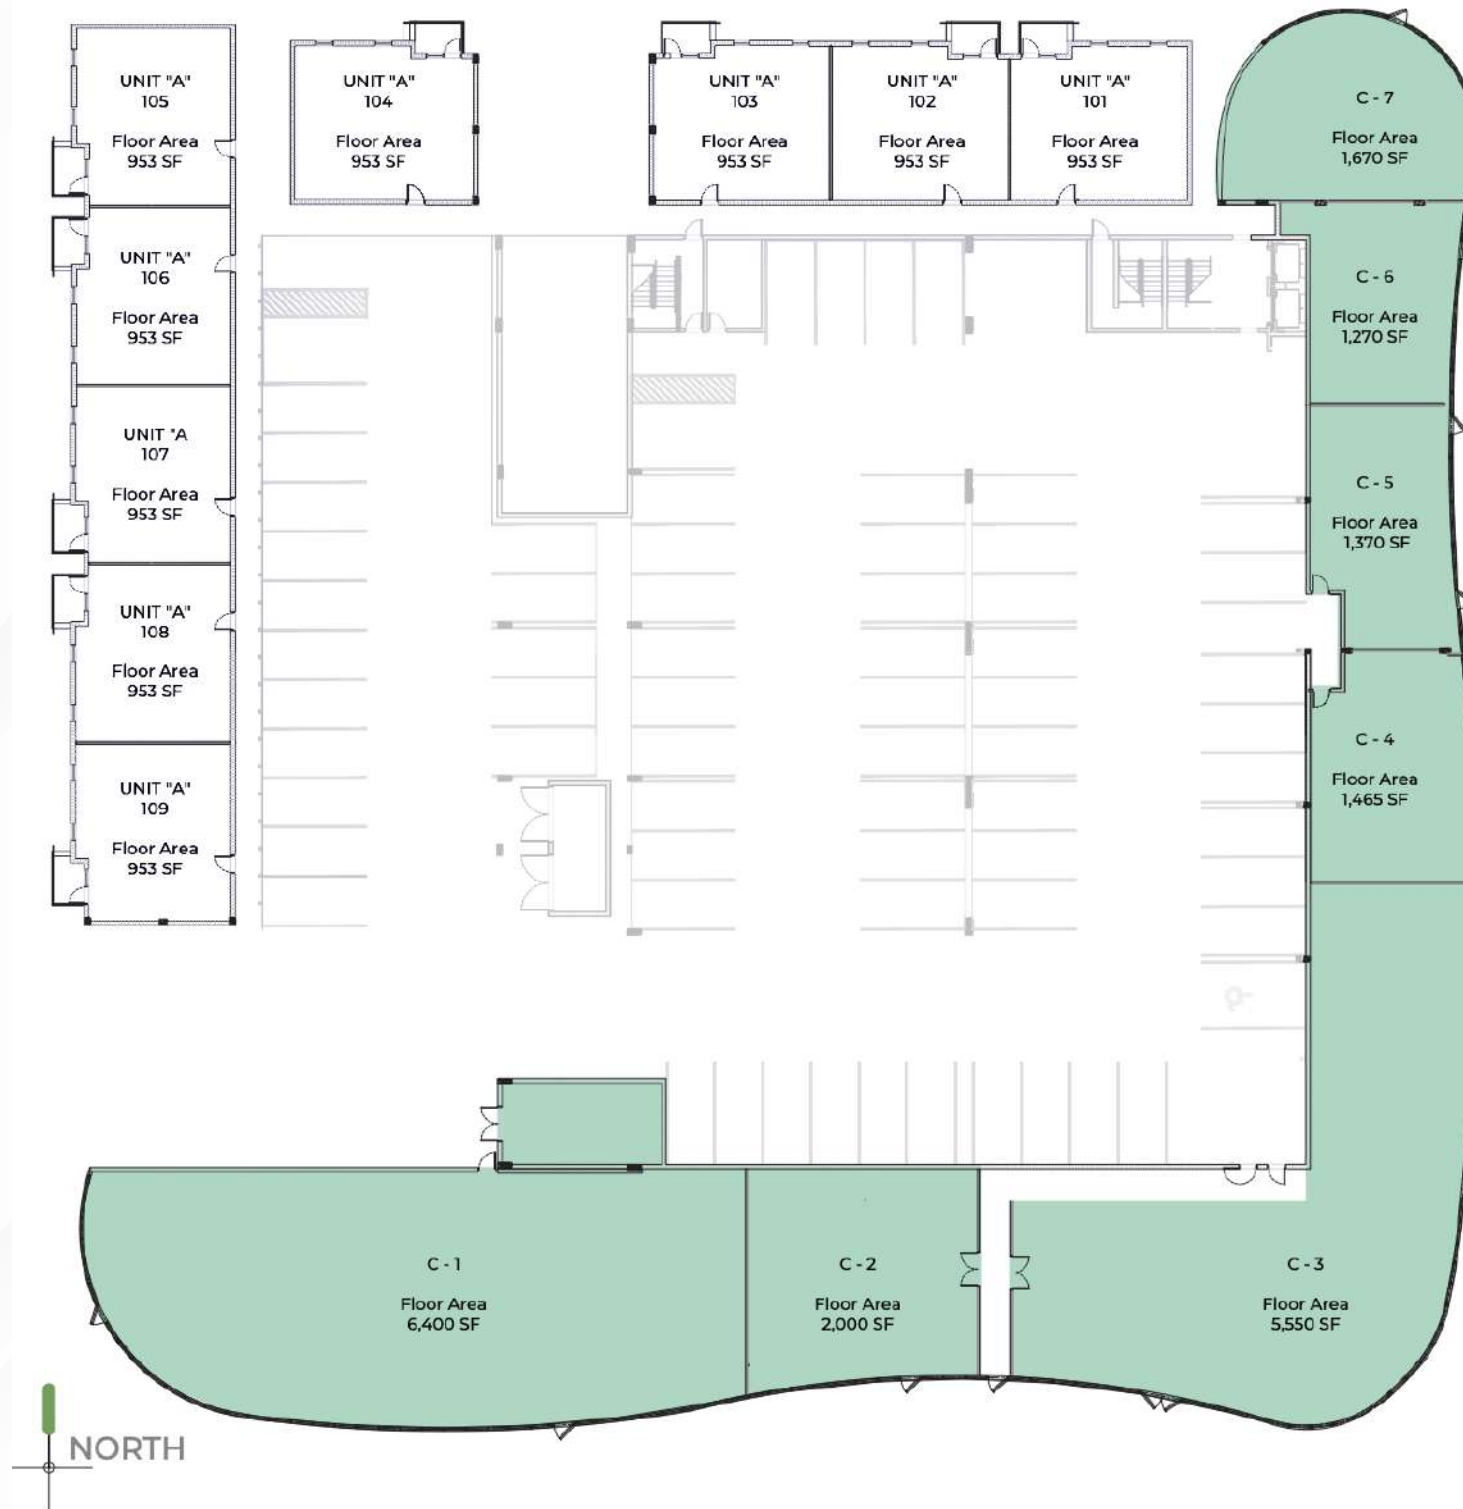 UNIT "A"
105
Floor Area
953 SF
UNIT "A"
104
Floor Area
953 SF
UNIT "A"
103
Floor Area
953 SF
UNIT "A"
102
Floor Area
953 SF
UNIT "A"
101
Floor Area
953 SF
C - 7
Floor Area
1,670 SF
UNIT "A"
106
Floor Area
953 SF
C - 6
Floor Area
1,270 SF
UNIT "A
107
Floor Area
953 SF
C - 5
Floor Area
1,370 SF
UNIT "A"
108
Floor Area
953 SF
C - 4
Floor Area
1,465 SF
UNIT "A"
109
Floor Area
953 SF
C - 1
Floor Area
6,400 SF
C - 2
Floor Area
2,000 SF
C - 3
Floor Area
5,550 SF
NORTH